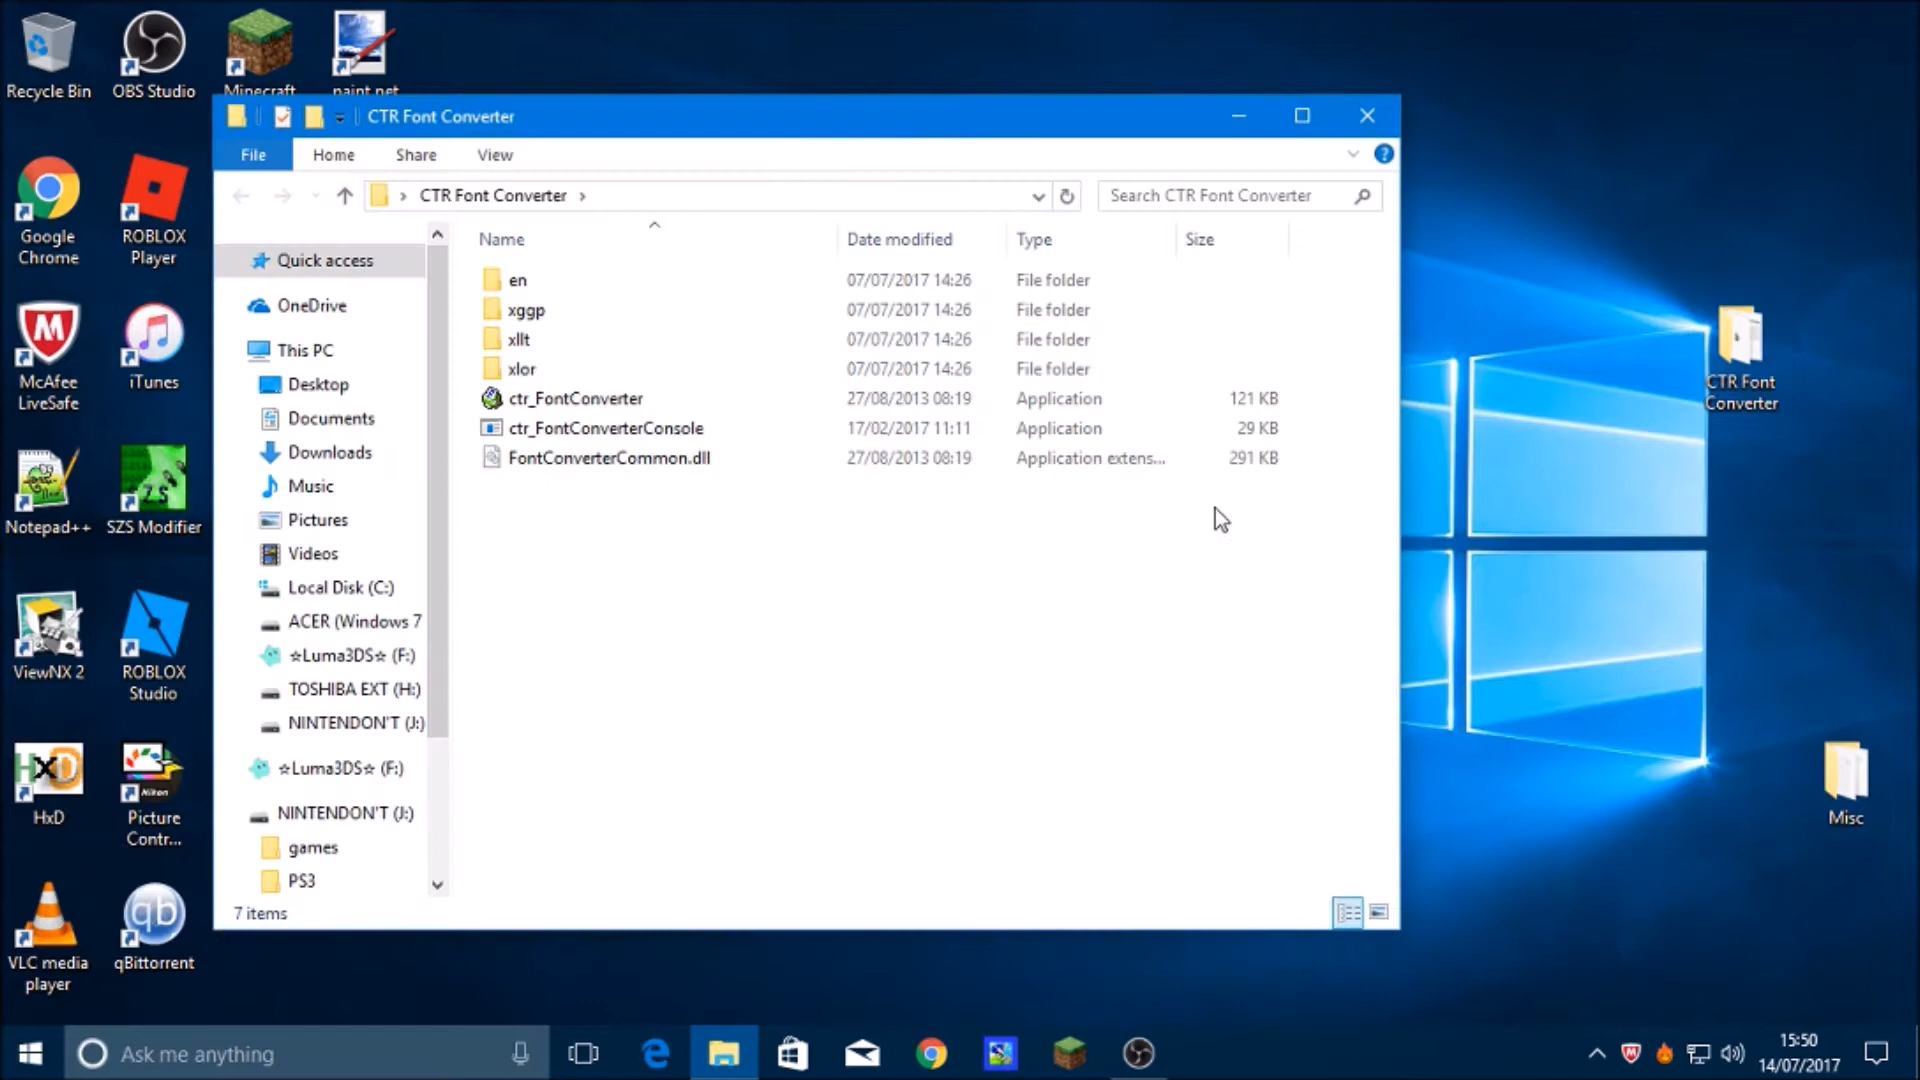 Recycle Bin
OBS Studio
Minecraft
paint.net
CTR Font Converter
File
Home
Share
View
CTR Font Converter
Search CTR Font Converter
Name
Date modified
Type
Size
en
07/07/2017 14:26
File folder
xggp
07/07/2017 14:26
File folder
xllt
07/07/2017 14:26
File folder
xlor
07/07/2017 14:26
File folder
ctr_FontConverter
27/08/2013 08:19
Application
121 KB
ctr_FontConverterConsole
17/02/2017 11:11
Application
29 KB
FontConverterCommon.dll
27/08/2013 08:19
Application extens...
291 KB
Quick access
OneDrive
This PC
Desktop
Documents
Downloads
Music
Pictures
Videos
Local Disk (C:)
ACER (Windows 7
☆Luma3DS☆ (F:)
TOSHIBA EXT (H:)
NINTENDON'T (J:)
☆Luma3DS☆ (F:)
NINTENDON'T (J:)
games
PS3
7 items
Google
Chrome
ROBLOX
Player
McAfee
LiveSafe
iTunes
Notepad++
SZS
SZS Modifier
ViewNX 2
ROBLOX
Studio
HxD
HxD
Nikon
Picture
Contr...
VLC media
player
qb
qBittorrent
CTR Font
Converter
Misc
Ask me anything
15:50
14/07/2017